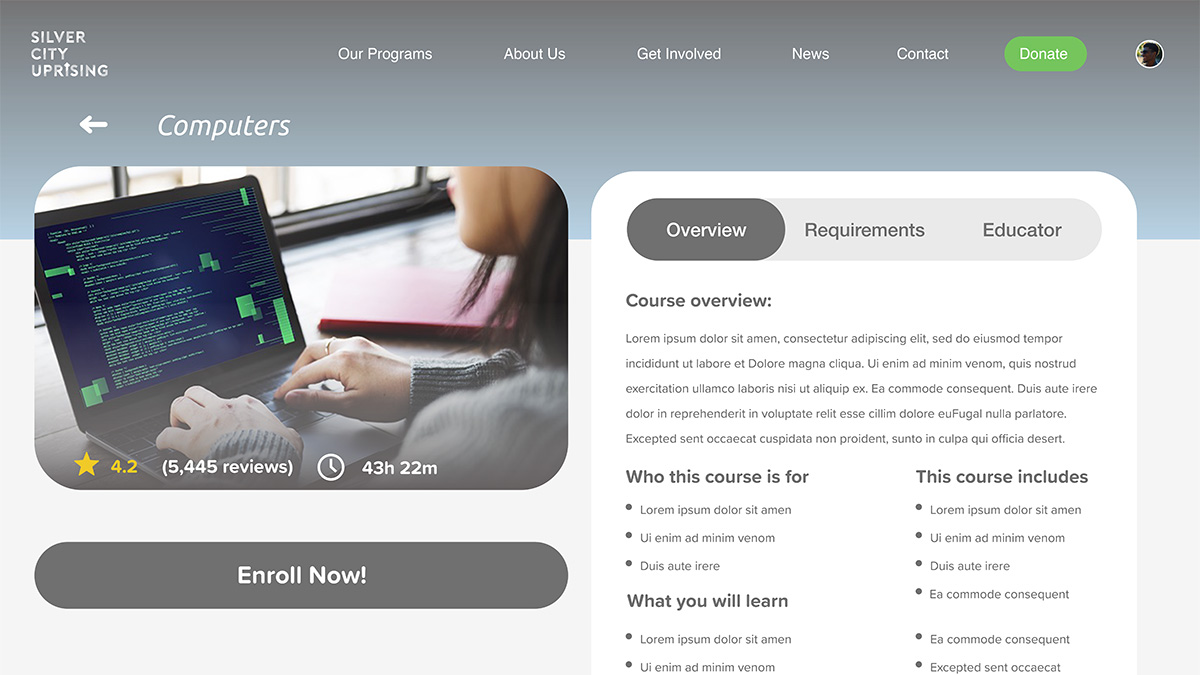 SILVER
CITY
UPRISING
Our Programs
About Us
Get Involved
News
Contact
Donate
Computers
4.2
(5,445 reviews)
43h 22m
Enroll Now!
Overview
Requirements
Educator
Course overview:
Lorem ipsum dolor sit amen, consectetur adipiscing elit, sed do eiusmod tempor
incididunt ut labore et Dolore magna cliqua. Ui enim ad minim venom, quis nostrud
exercitation ullamco laboris nisi ut aliquip ex. Ea commode consequent. Duis aute irere
dolor in reprehenderit in voluptate relit esse cillim dolore euFugal nulla parlatore.
Excepted sent occaecat cuspidata non proident, sunto in culpa qui officia desert.
Who this course is for
Lorem ipsum dolor sit amen
Ui enim ad minim venom
Duis aute irere
This course includes
Lorem ipsum dolor sit amen
Ui enim ad minim venom
Duis aute irere
Ea commode consequent
What you will learn
Lorem ipsum dolor sit amen
Ui enim ad minim venom
Ea commode consequent
Excepted sent occaecat